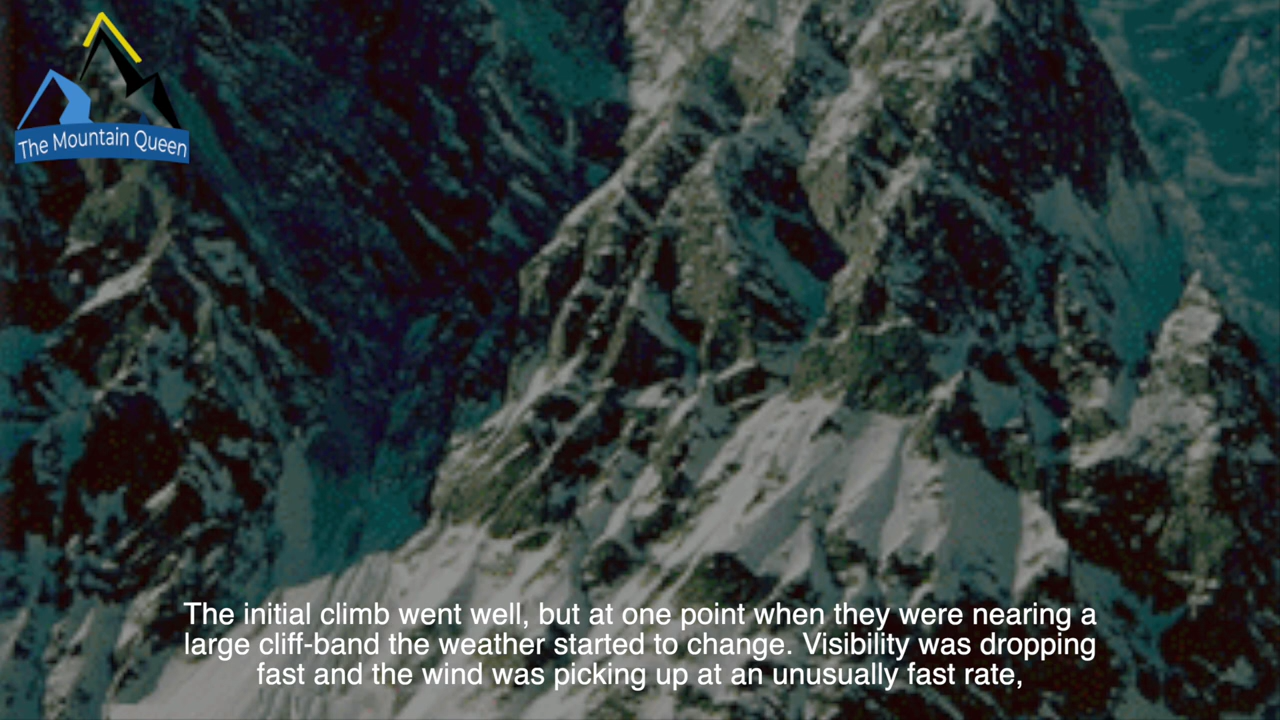 The Mountain Queen
The initial climb went well, but at one point when they were nearing a
large cliff-band the weather started to change. Visibility was dropping
fast and the wind was picking up at an unusually fast rate,